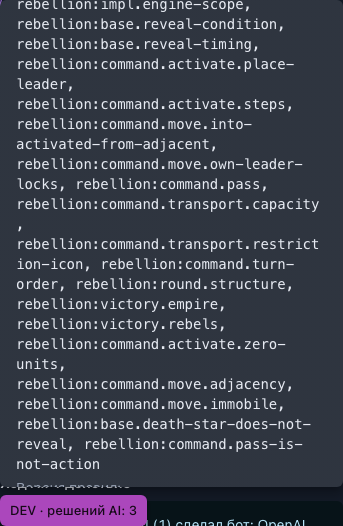 rebellion:impl.engine-scope,
rebellion:base.reveal-condition,
rebellion:base.reveal-timing,
rebellion:command.activate.place-
leader,
rebellion:command.activate.steps,
rebellion:command.move.into-
activated-from-adjacent,
rebellion:command.move.own-leader-
locks, rebellion:command.pass,
rebellion:command.transport.capacity
,
rebellion:command.transport.restrict
ion-icon, rebellion:command.turn-
order, rebellion:round.structure,
rebellion:victory.empire,
rebellion:victory.rebels,
rebellion:command.activate.zero-
units,
rebellion:command.move.adjacency,
rebellion:command.move.immobile,
rebellion:base.death-star-does-not-
reveal, rebellion:command.pass-is-
not-action
DEV · решений AI: 3
(1) сделал бот: OpenAI